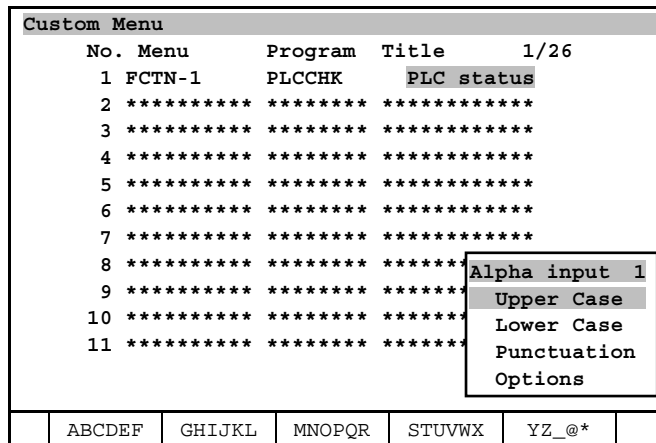 Custom Menu
No. Menu Program Title 1/26
1 FCTN-1 PLCCHK PLC status
2 ********** ******** ************
3 ********** ******** ************
4 ********** ******** ************
5 ********** ******** ************
6 ********** ******** ************
7 ********** ******** ************
8 ********** ******** *******
9 ********** ******** *******
10 ********** ******** *******
11 ********** ******** *******
Alpha input 1
Upper Case
Lower Case
Punctuation
Options
ABCDEF GHIJKL MNOPQR STUVWX YZ_@*